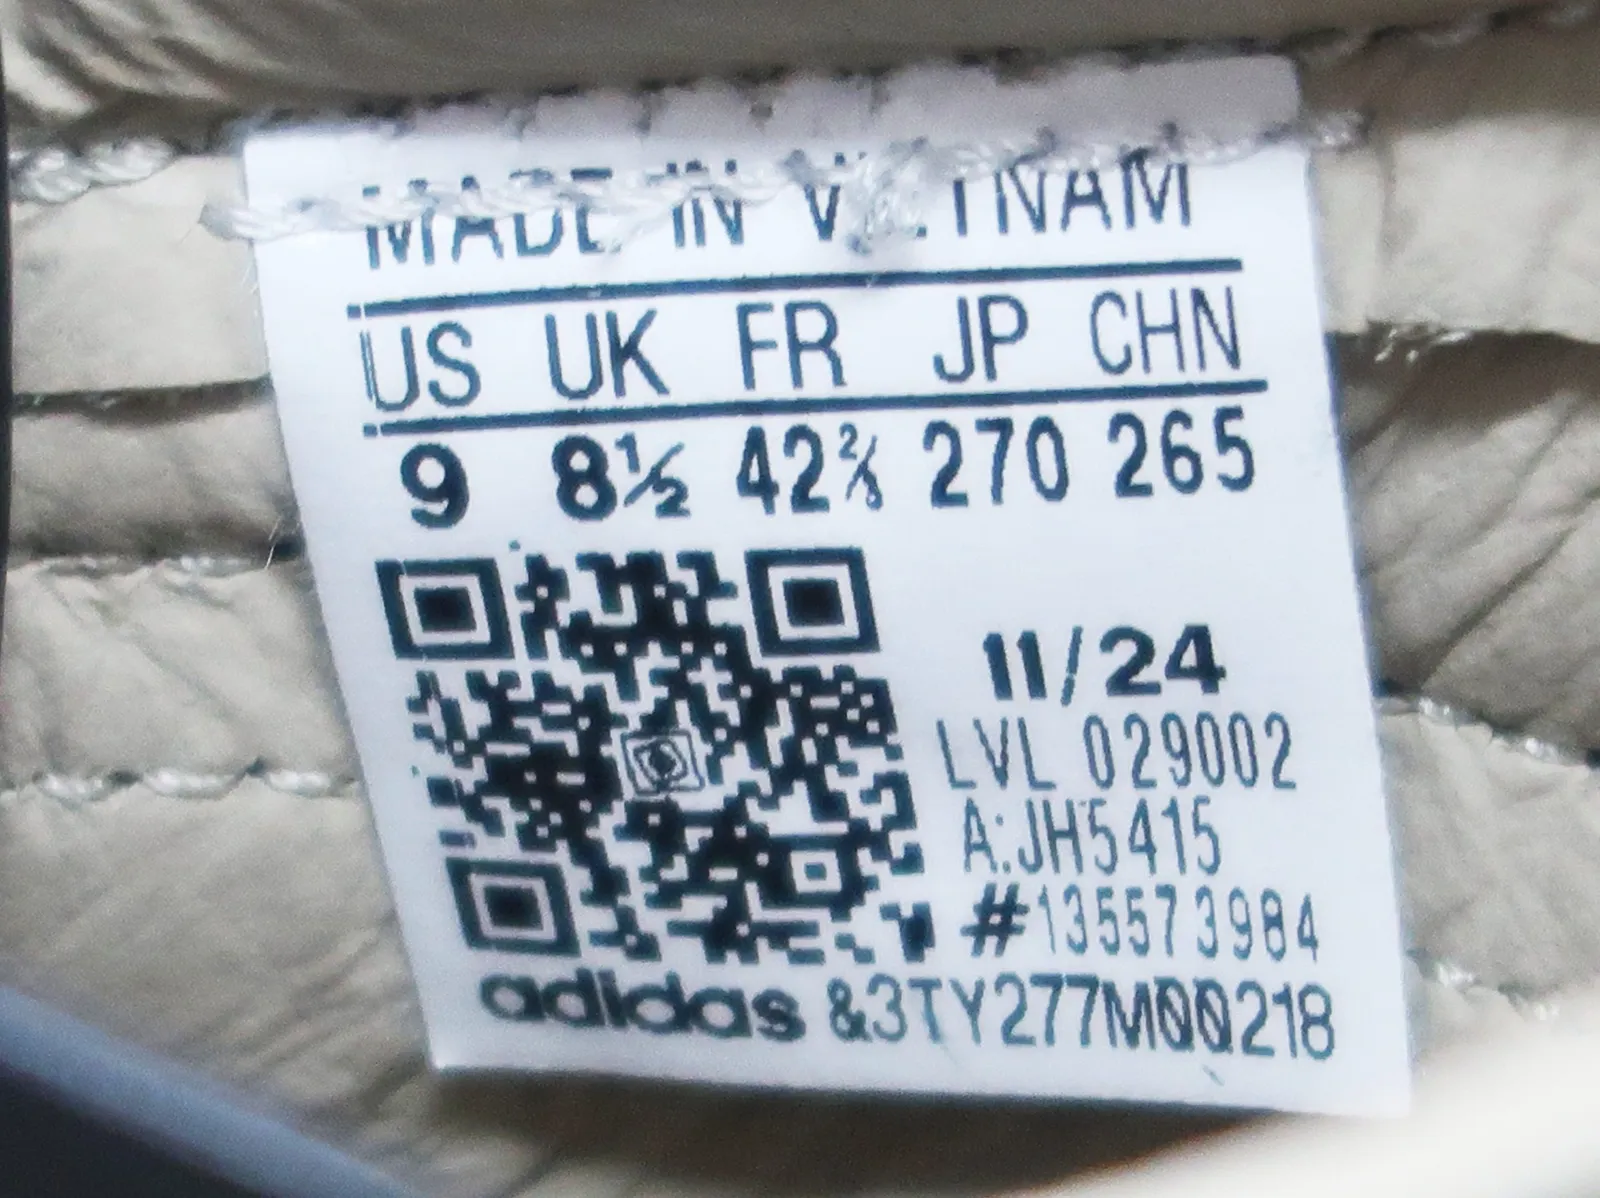 MADE IN VIETNAM
US UK FR JP CHN
9 8½ 42⅔ 270 265
11/24
LVL 029002
A:JH5415
#135573984
adidas &3TY277M00218